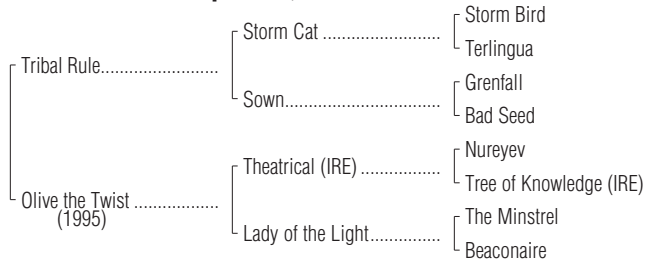 Storm Bird
Storm Cat ........................
Terlingua
Tribal Rule........................
Grenfall
Sown................................
Bad Seed
Nureyev
Theatrical (IRE) .................
Tree of Knowledge (IRE)
Olive the Twist .................
(1995)
The Minstrel
Lady of the Light...............
Beaconaire